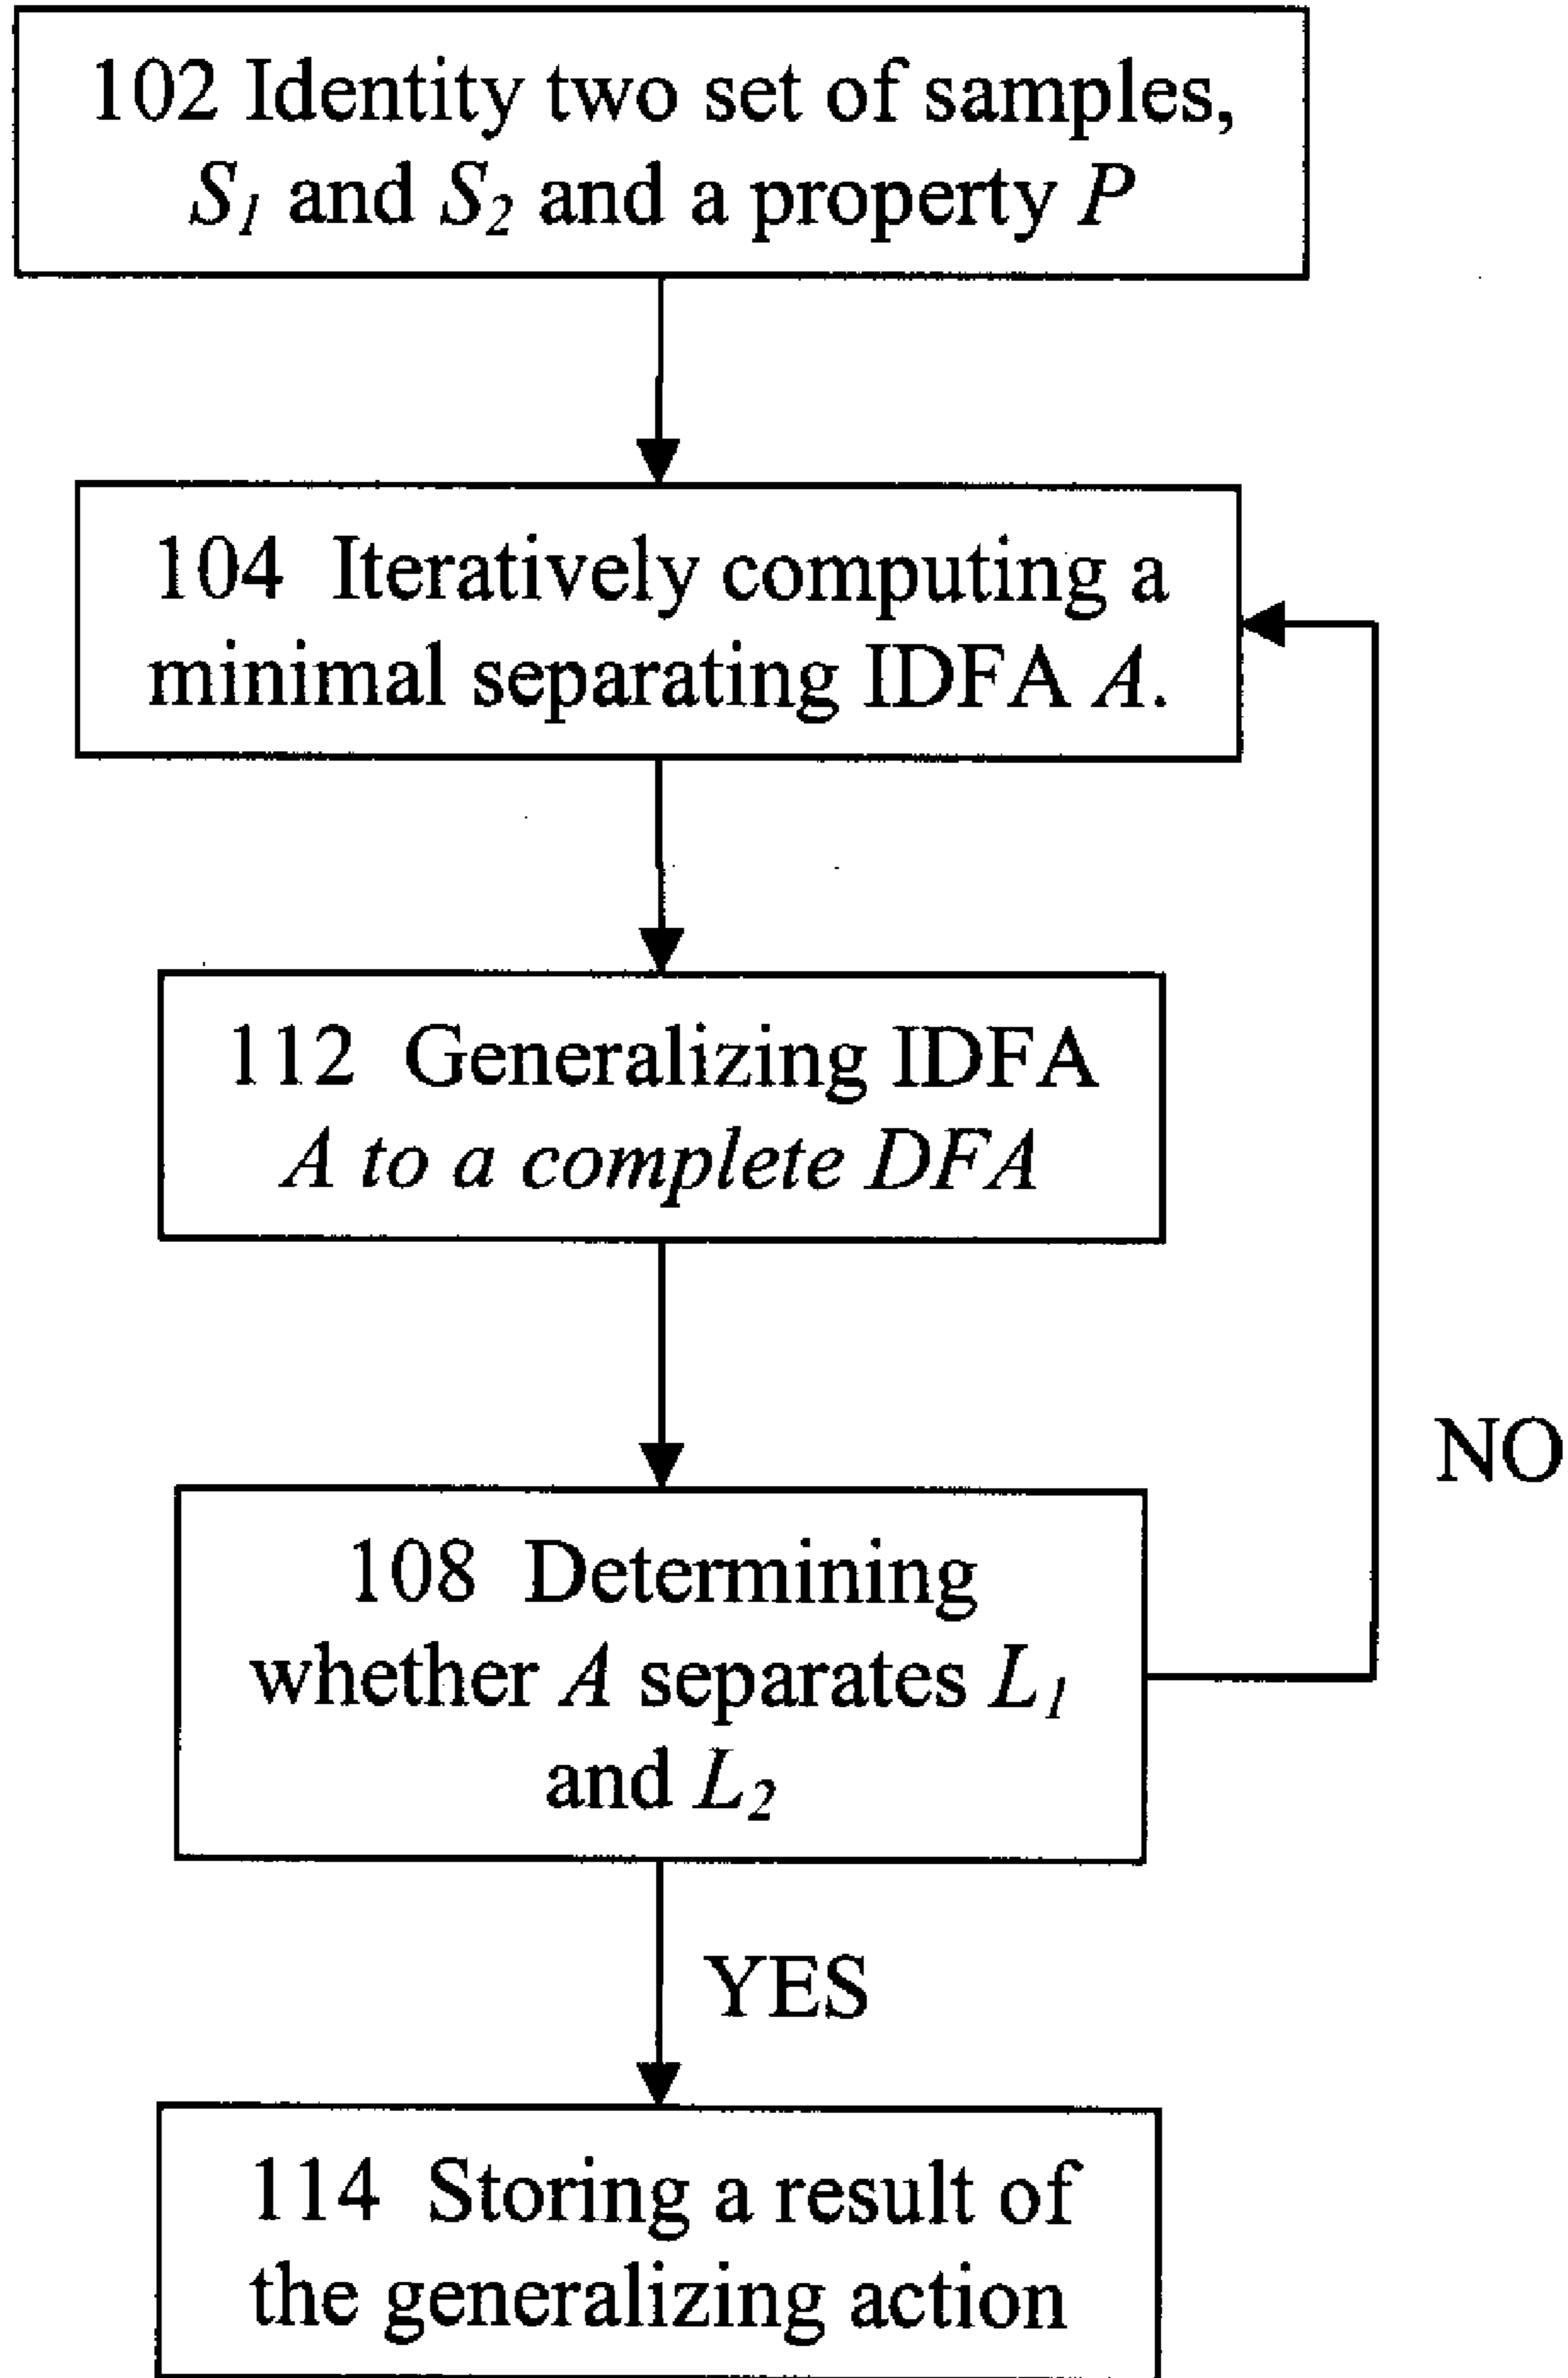 102 Identity two set of samples,
S₁ and S₂ and a property P
104 Iteratively computing a
minimal separating IDFA A.
112 Generalizing IDFA
A to a complete DFA
NO
108 Determining
whether A separates L₁
and L₂
YES
114 Storing a result of
the generalizing action